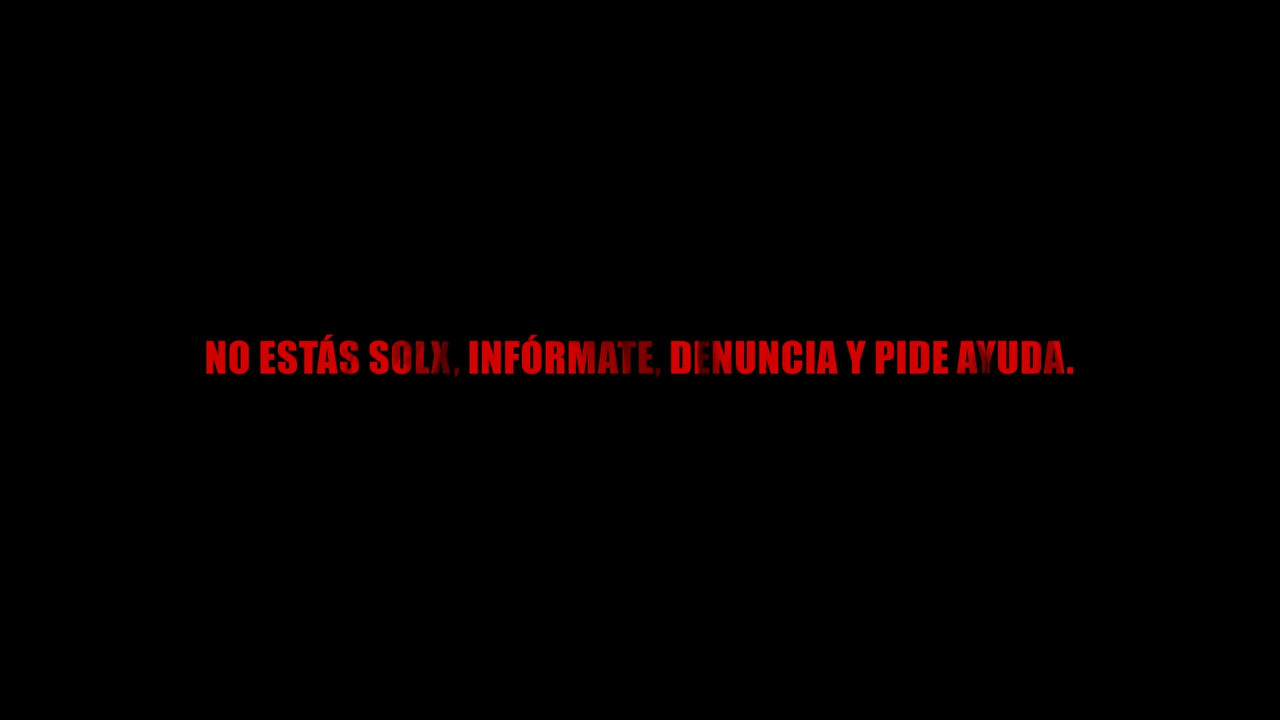 NO ESTÁS SOLX, INFÓRMATE, DENUNCIA Y PIDE AYUDA.